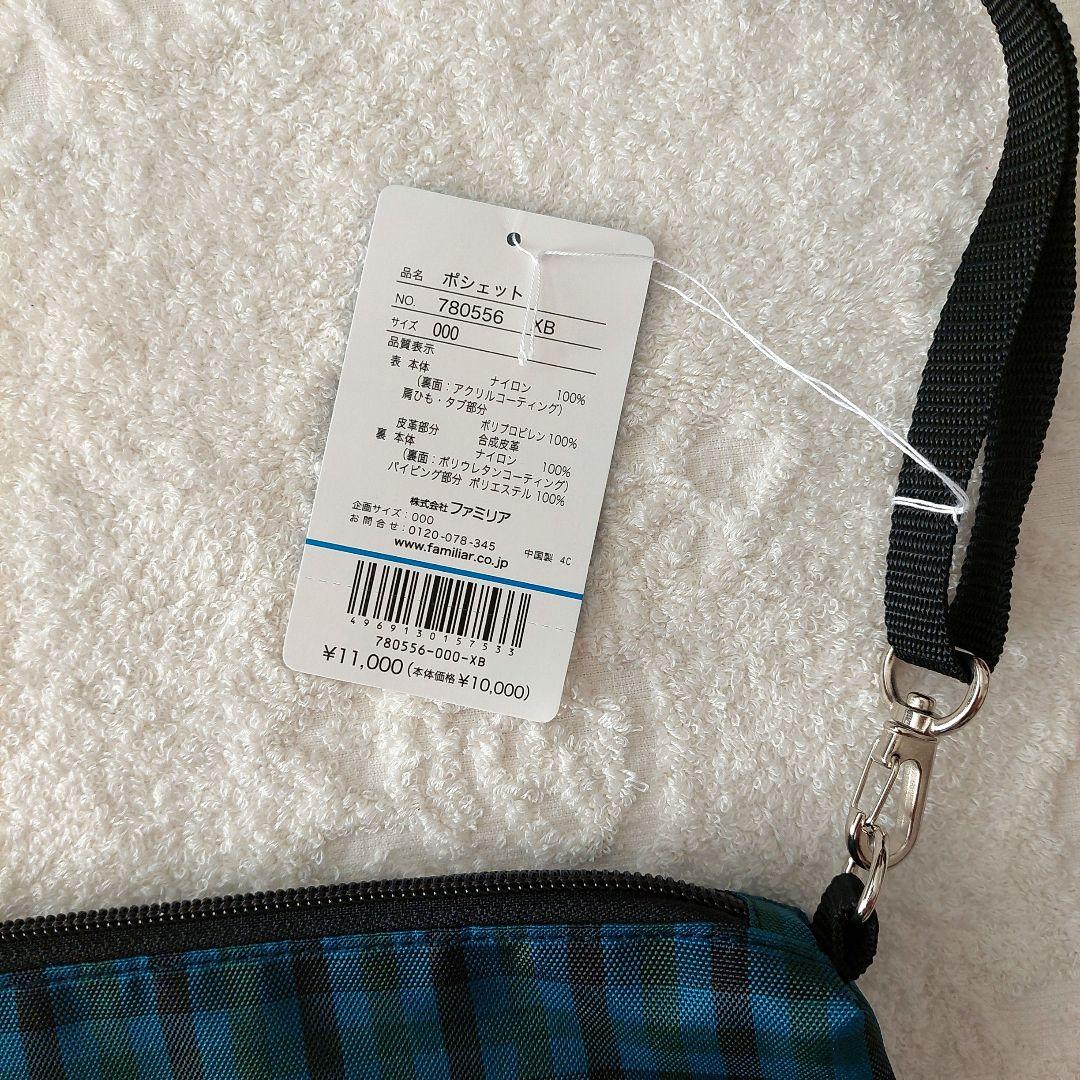 品名 ポシェット
NO. 780556 XB
サイズ 000
品質表示
表 本体 ナイロン 100%
(裏面:アクリルコーティング)
肩ひも・タブ部分
ポリプロピレン 100%
皮革部分 合成皮革
裏 本体 ナイロン 100%
(裏面:ポリウレタンコーティング)
パイピング部分 ポリエステル 100%
株式会社 ファミリア
企画サイズ:000
お問合せ:0120-078-345 中国製 4C
www.familiar.co.jp
4969130157533
780556-000-XB
¥11,000(本体価格¥10,000)